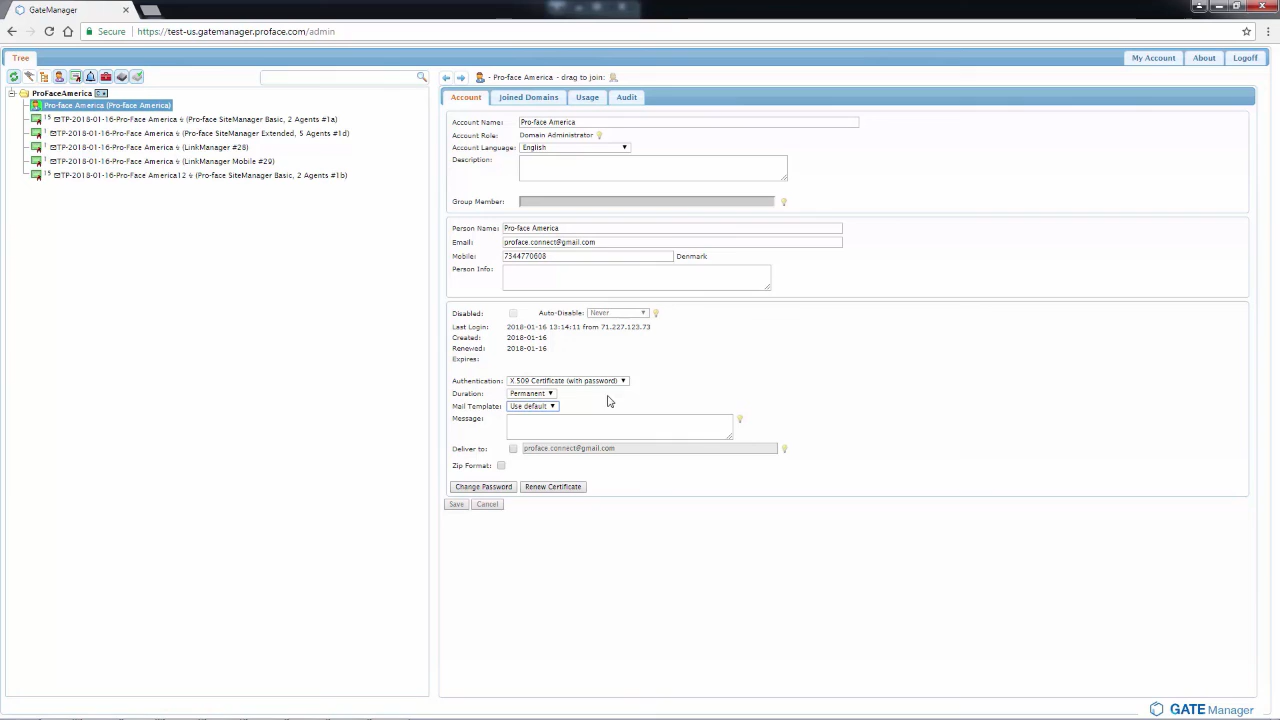 GateManager
Secure https://test-us.gatemanager.proface.com/admin
Tree
My Account About Logoff
- Pro-face America - drag to join:
ProFaceAmerica
Pro-face America (Pro-face America)
15 TP-2018-01-16-Pro-Face America (Pro-face SiteManager Basic, 2 Agents #1a)
1 TP-2018-01-16-Pro-Face America (Pro-face SiteManager Extended, 5 Agents #1d)
1 TP-2018-01-16-Pro-Face America (LinkManager #28)
1 TP-2018-01-16-Pro-Face America (LinkManager Mobile #29)
15 TP-2018-01-16-Pro-Face America12 (Pro-face SiteManager Basic, 2 Agents #1b)
Account Joined Domains Usage Audit
Account Name: Pro-face America
Account Role: Domain Administrator
Account Language: English
Description:
Group Member:
Person Name: Pro-face America
Email: proface.connect@gmail.com
Mobile: 7344770608 Denmark
Person Info:
Disabled: Auto-Disable: Never
Last Login: 2018-01-16 13:14:11 from 71.227.123.73
Created: 2018-01-16
Renewed: 2018-01-16
Expires:
Authentication: X.509 Certificate (with password)
Duration: Permanent
Mail Template: Use default
Message:
Deliver to: proface.connect@gmail.com
Zip Format:
Change Password Renew Certificate
Save Cancel
GATE Manager